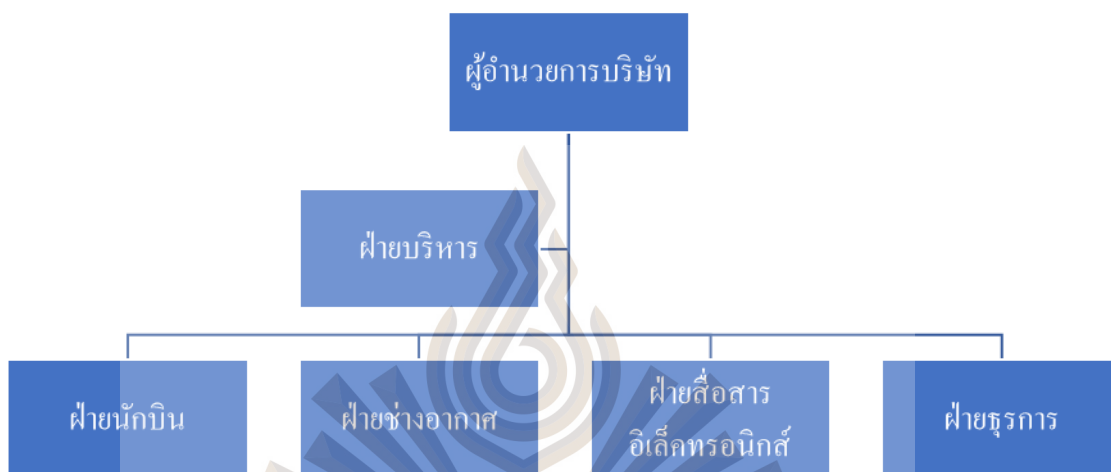 ผู้อำนวยการบริษัท
ฝ่ายบริหาร
ฝ่ายนักบิน
ฝ่ายช่างอากาศ
ฝ่ายสื่อสาร
อิเล็คทรอนิกส์
ฝ่ายธุรการ